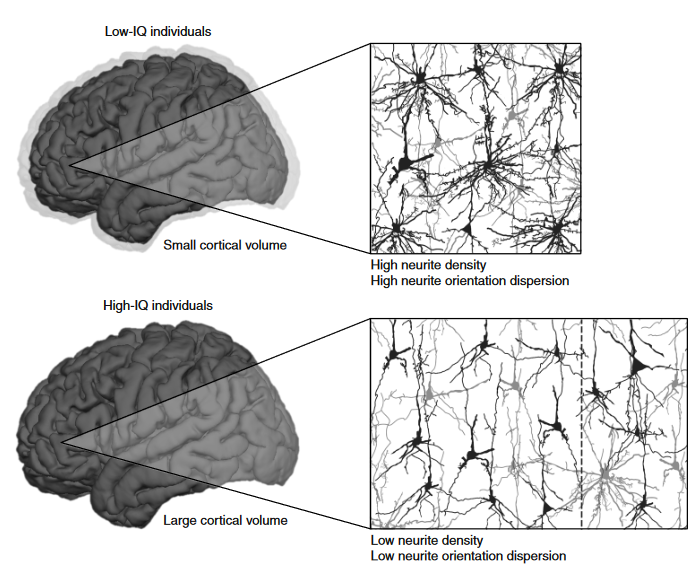 Low-IQ individuals
Small cortical volume
High neurite density
High neurite orientation dispersion
High-IQ individuals
Large cortical volume
Low neurite density
Low neurite orientation dispersion